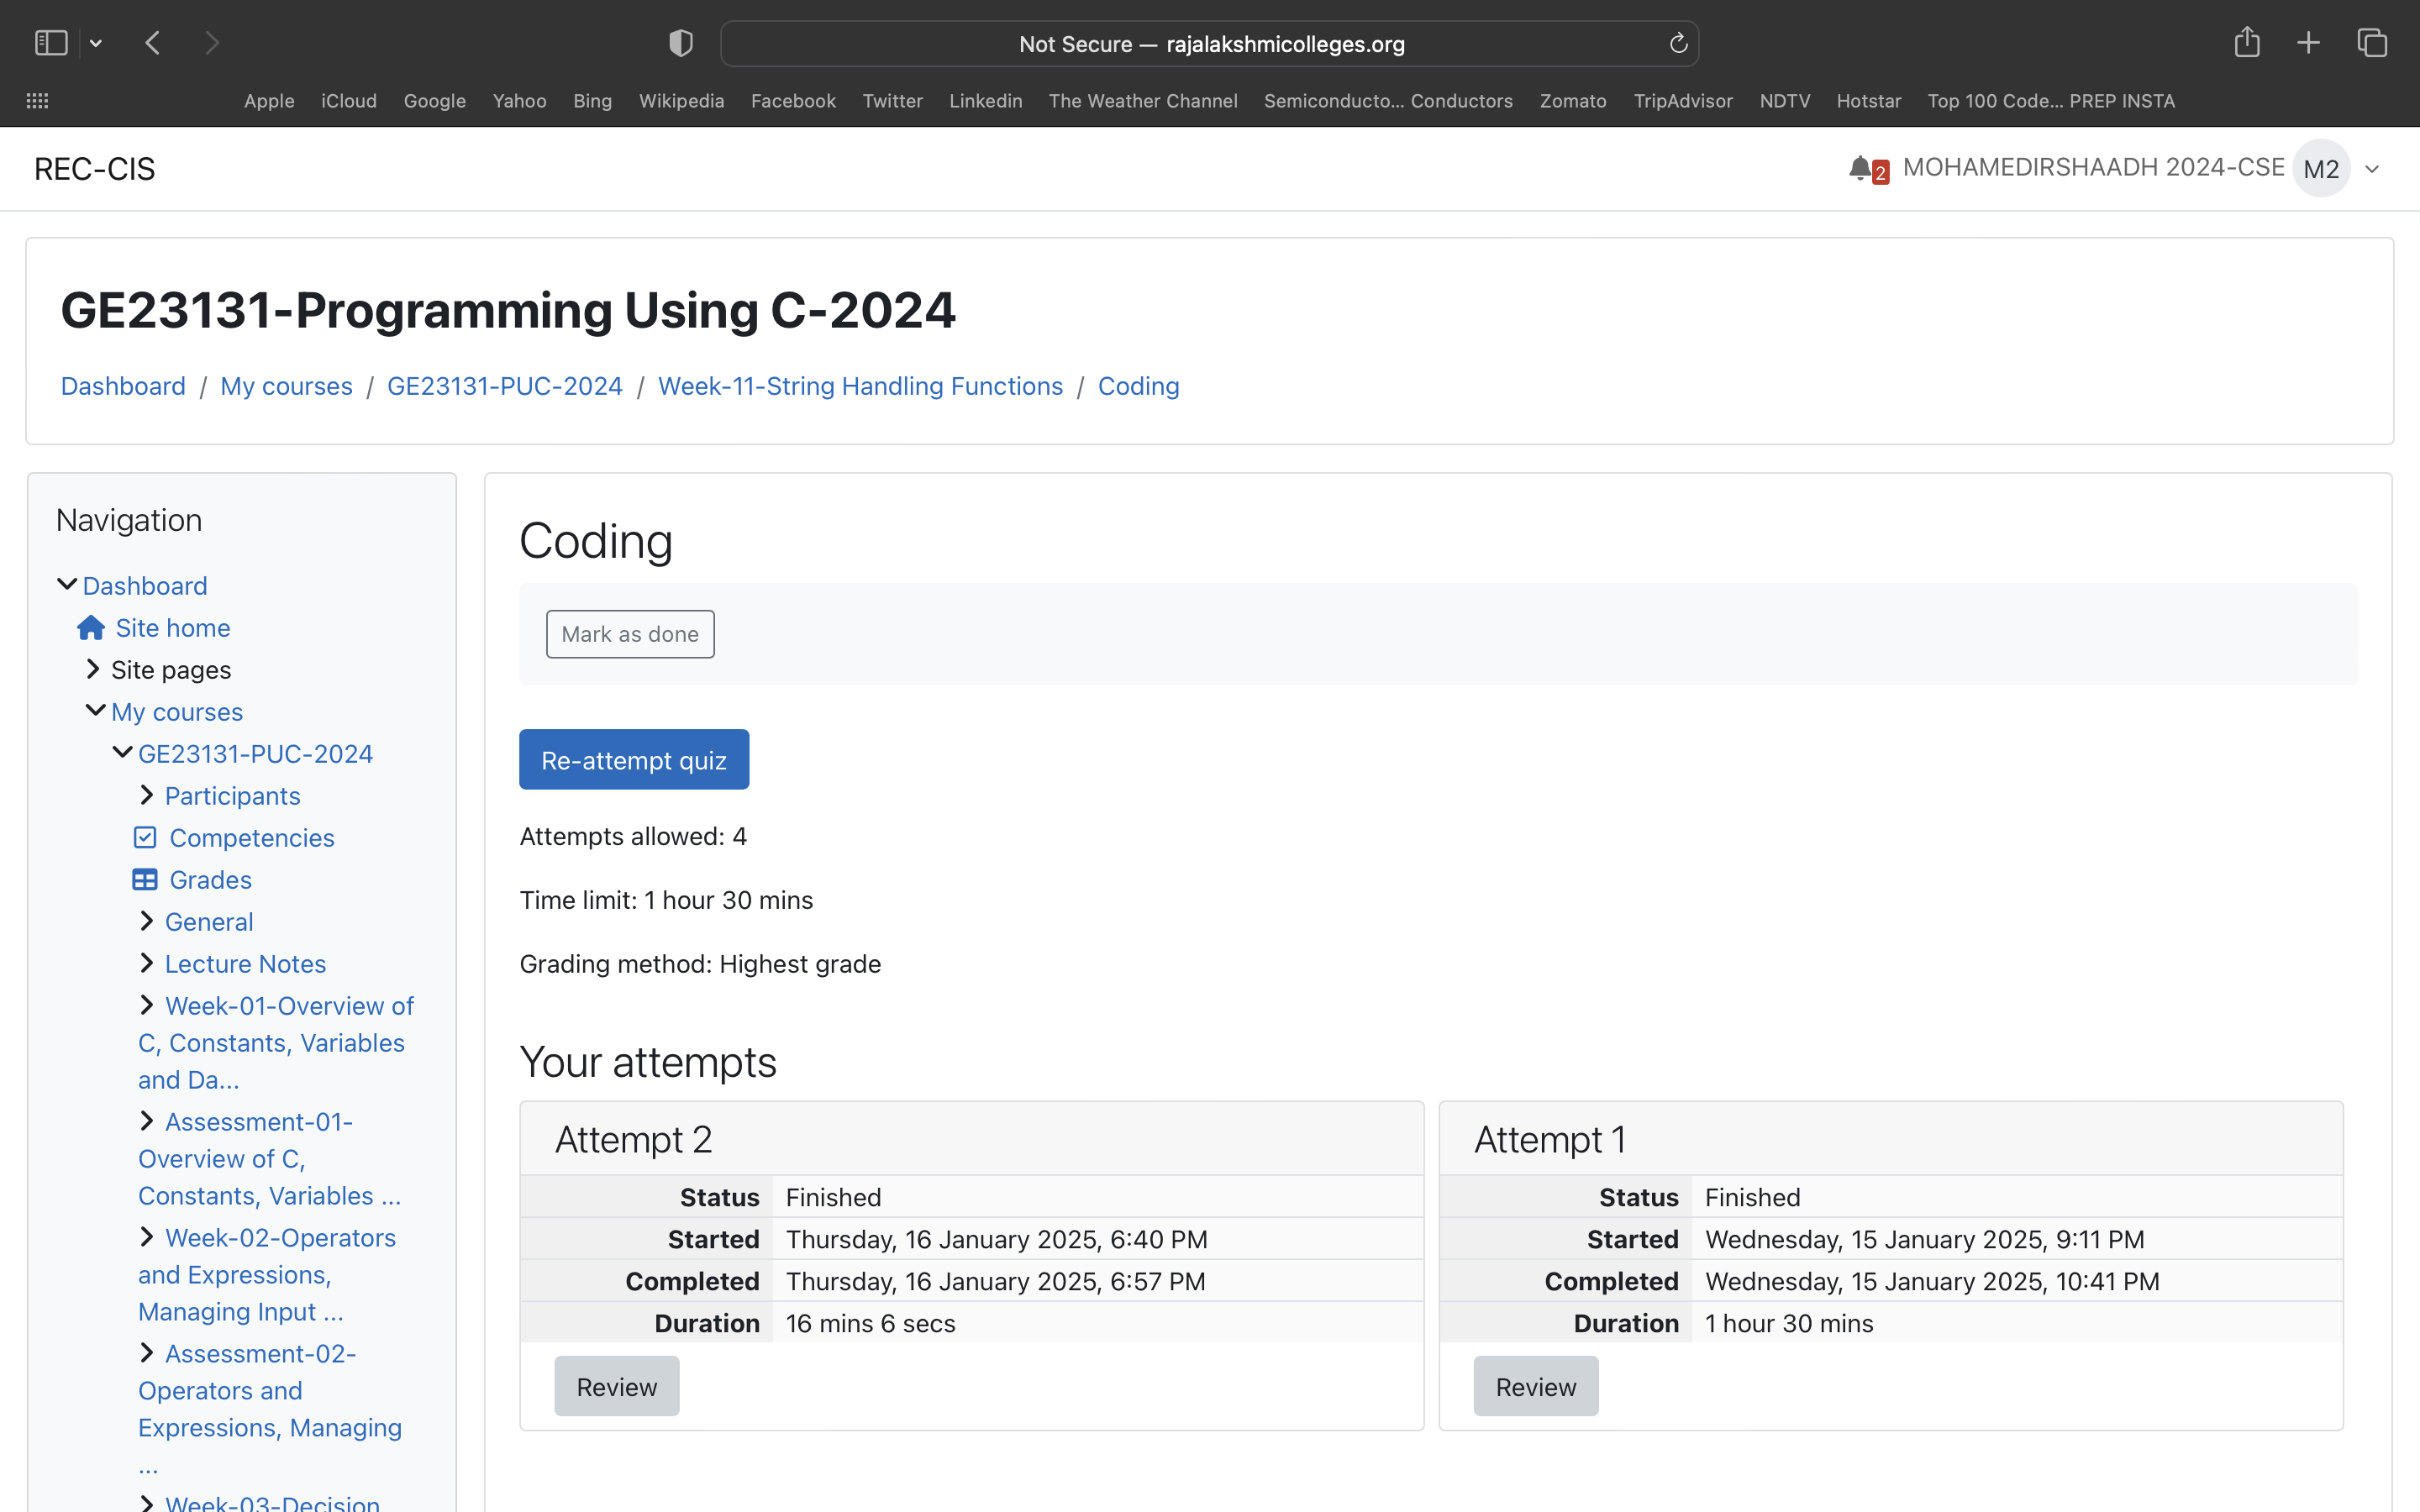 Not Secure — rajalakshmicolleges.org
Apple iCloud Google Yahoo Bing Wikipedia Facebook Twitter Linkedin The Weather Channel Semiconducto... Conductors Zomato TripAdvisor NDTV Hotstar Top 100 Code... PREP INSTA
REC-CIS
2 MOHAMEDIRSHAADH 2024-CSE M2
GE23131-Programming Using C-2024
Dashboard / My courses / GE23131-PUC-2024 / Week-11-String Handling Functions / Coding
Navigation
Dashboard
Site home
Site pages
My courses
GE23131-PUC-2024
Participants
Competencies
Grades
General
Lecture Notes
Week-01-Overview of
C, Constants, Variables
and Da...
Assessment-01-
Overview of C,
Constants, Variables ...
Week-02-Operators
and Expressions,
Managing Input ...
Assessment-02-
Operators and
Expressions, Managing
...
Week-03-Decision
Coding
Mark as done
Re-attempt quiz
Attempts allowed: 4
Time limit: 1 hour 30 mins
Grading method: Highest grade
Your attempts
Attempt 2
Status Finished
Started Thursday, 16 January 2025, 6:40 PM
Completed Thursday, 16 January 2025, 6:57 PM
Duration 16 mins 6 secs
Review
Attempt 1
Status Finished
Started Wednesday, 15 January 2025, 9:11 PM
Completed Wednesday, 15 January 2025, 10:41 PM
Duration 1 hour 30 mins
Review